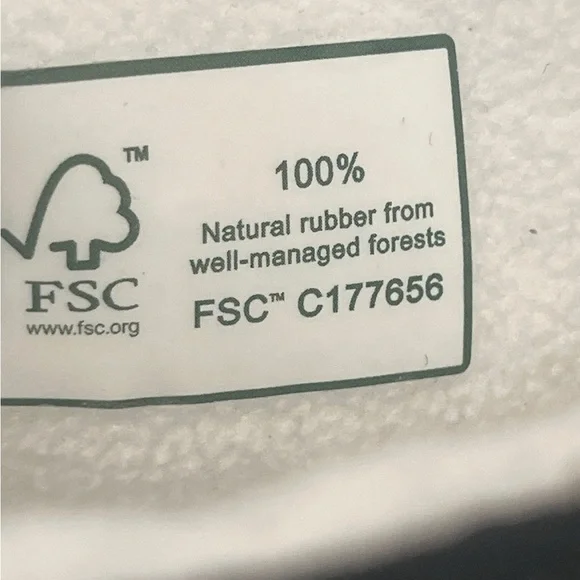 TM
FSC
www.fsc.org
100%
Natural rubber from
well-managed forests
FSC™ C177656